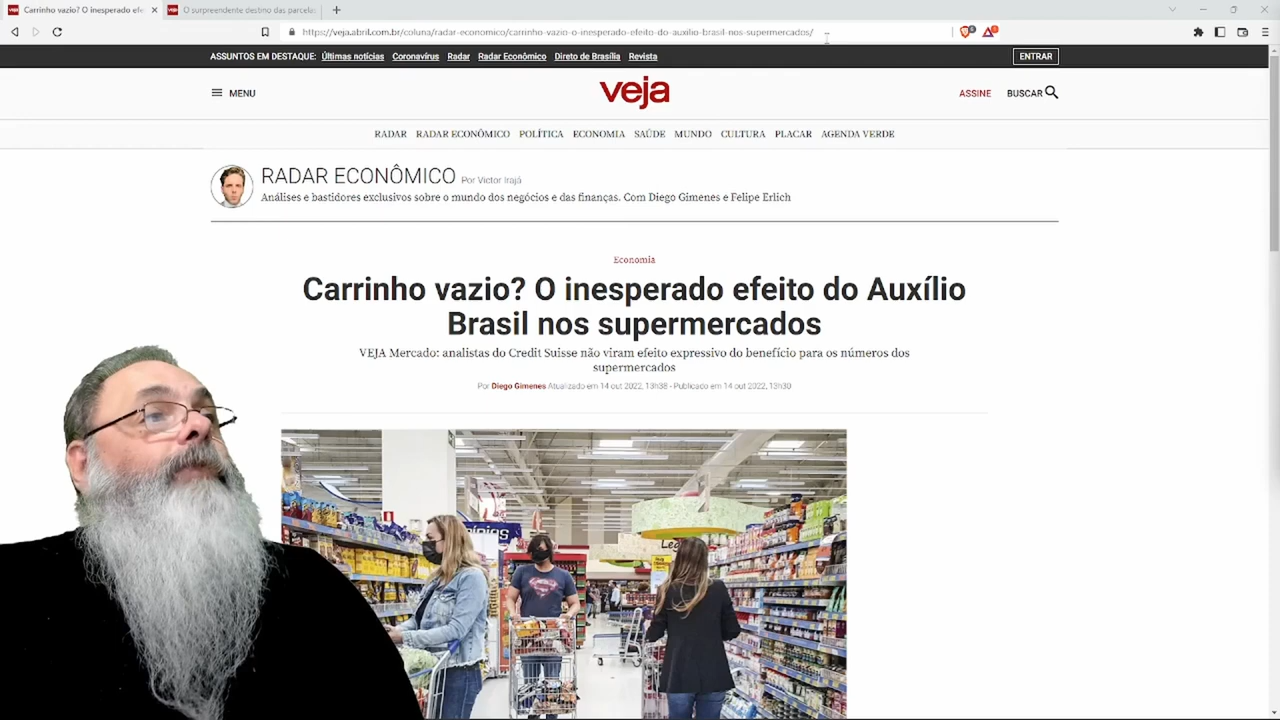 Carrinho vazio? O inesperado efe
O surpreendente destino das parcela
https://veja.abril.com.br/coluna/radar-economico/carrinho-vazio-o-inesperado-efeito-do-auxilio-brasil-nos-supermercados/
ASSUNTOS EM DESTAQUE: Últimas notícias Coronavírus Radar Radar Econômico Direto de Brasília Revista
ENTRAR
MENU
veja
ASSINE
BUSCAR
RADAR RADAR ECONÔMICO POLÍTICA ECONOMIA SAÚDE MUNDO CULTURA PLACAR AGENDA VERDE
RADAR ECONÔMICO Por Victor Irajá
Análises e bastidores exclusivos sobre o mundo dos negócios e das finanças. Com Diego Gimenes e Felipe Erlich
Economia
Carrinho vazio? O inesperado efeito do Auxílio
Brasil nos supermercados
VEJA Mercado: analistas do Credit Suisse não viram efeito expressivo do benefício para os números dos
supermercados
Por Diego Gimenes Atualizado em 14 out 2022, 13h38 - Publicado em 14 out 2022, 13h30